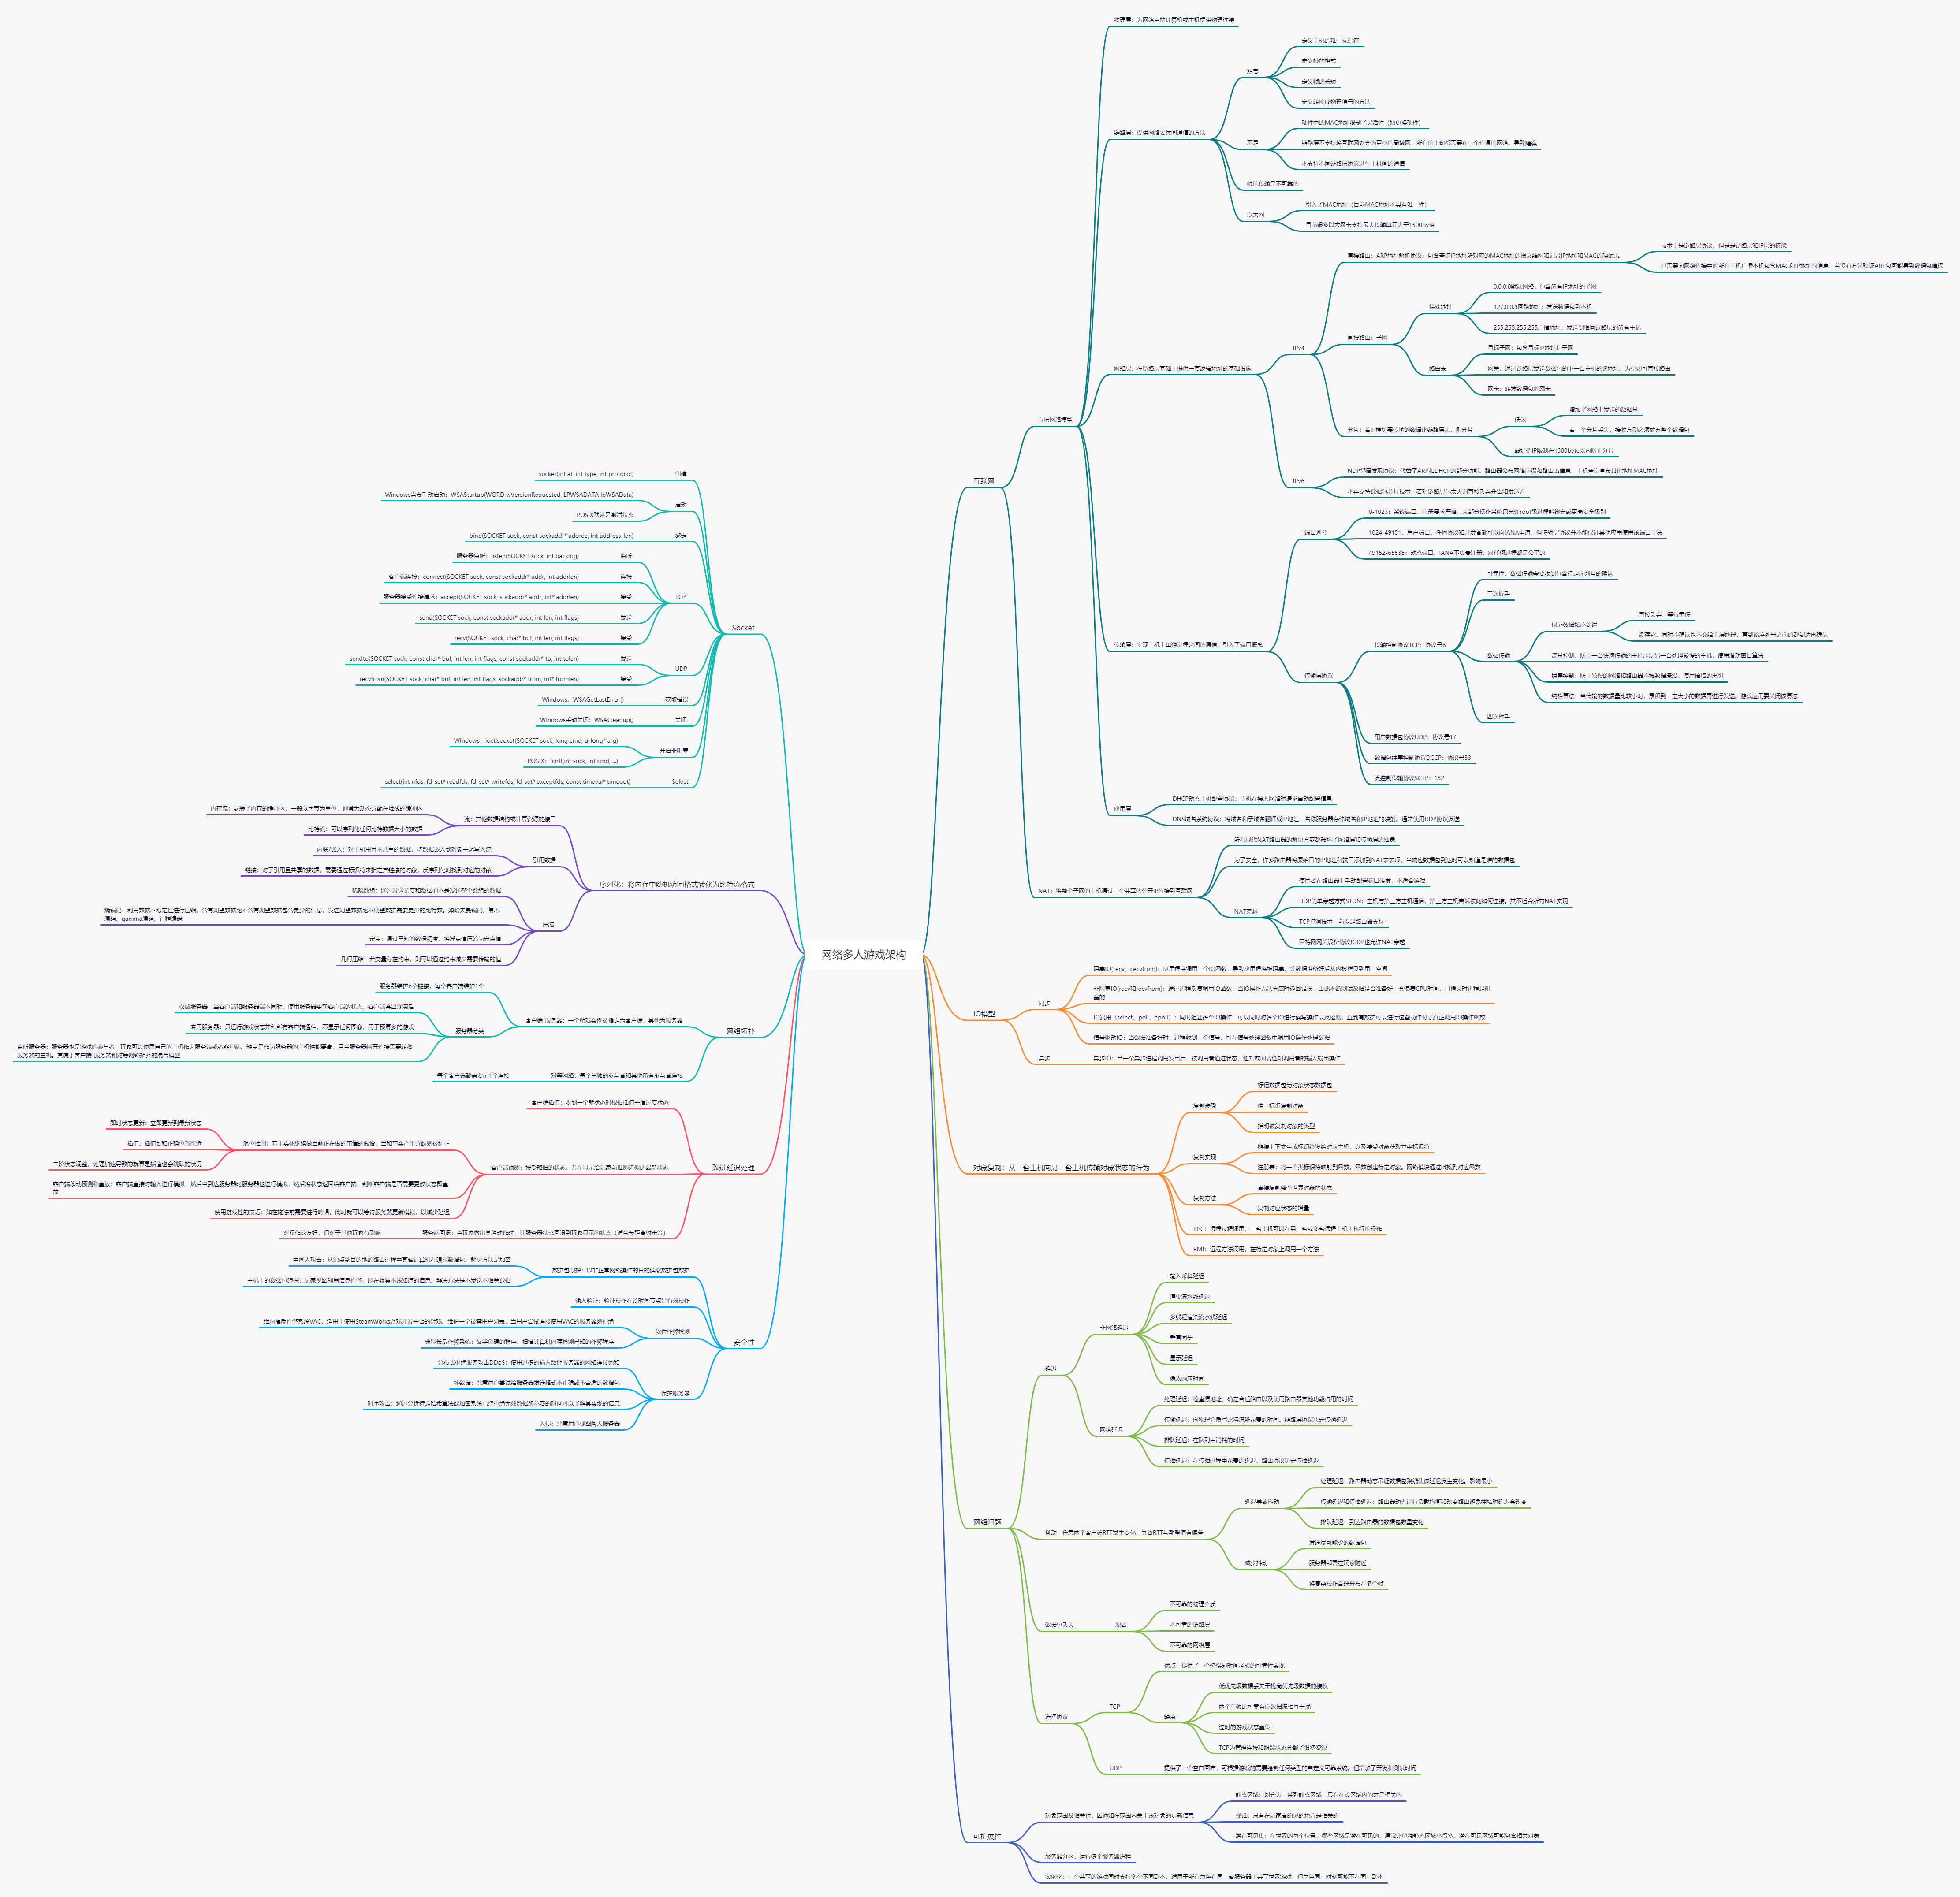 网络多人游戏架构
互联网
五层网络模型
物理层：为网络中的计算机或主机提供物理连接
链路层：提供网络实体间通信的方法
职责
定义主机的唯一标识符
定义帧的格式
定义帧的长短
定义转换成物理信号的方法
不足
硬件中的MAC地址限制了灵活性（如更换硬件）
链路层不支持将互联网划分为更小的局域网，所有的主句都需要在一个连通的网络，导致瘫痪
不支持不同链路层协议进行主机间的通信
帧的传输是不可靠的
以太网
引入了MAC地址（目前MAC地址不具有唯一性）
目前很多以太网卡支持最大传输单元大于1500byte
网络层：在链路层基础上提供一套逻辑地址的基础设施
IPv4
直接路由：ARP地址解析协议：包含查询IP地址所对应的MAC地址的报文结构和记录IP地址和MAC的映射表
技术上是链路层协议，但是是链路层和IP层的桥梁
其需要向网络连接中的所有主机广播本机包含MAC和IP地址的信息，若没有方法验证ARP包可能导致数据包嗅探
间接路由：子网
特殊地址
0.0.0.0默认网络：包含所有IP地址的子网
127.0.0.1回路地址：发送数据包到本机
255.255.255.255广播地址：发送到相同链路层的所有主机
路由表
目标子网：包含目标IP地址和子网
网关：通过链路层发送数据包的下一台主机的IP地址。为空则可直接路由
网卡：转发数据包的网卡
分片：若IP模块要传输的数据比链路层大，则分片
低效
增加了网络上发送的数据量
若一个分片丢失，接收方则必须放弃整个数据包
最好把IP限制在1300byte以内防止分片
IPv6
NDP邻居发现协议：代替了ARP和DHCP的部分功能。路由器公布网络前缀和路由表信息，主机查询宣布其IP地址MAC地址
不再支持数据包分片技术，若对链路层包太大则直接丢弃并告知发送方
传输层：实现主机上单独进程之间的通信，引入了端口概念
端口划分
0-1023：系统端口。注册要求严格，大部分操作系统只允许root级进程能绑定或更高安全级别
1024-49151：用户端口。任何协议和开发者都可以向IANA申请。但传输层协议并不能保证其他应用使用该端口非法
49152-65535：动态端口。IANA不负责注册，对任何进程都是公平的
传输层协议
传输控制协议TCP：协议号6
可靠性：数据传输需要收到包含特定序列号的确认
三次握手
数据传输
保证数据按序到达
直接丢弃，等待重传
缓存它，同时不确认也不交给上层处理，直到该序列号之前的都到达再确认
流量控制：防止一台快速传输的主机压制另一台处理较慢的主机，使用滑动窗口算法
拥塞控制：防止较慢的网络和路由器不被数据淹没。使用倍增的思想
纳格算法：当传输的数据量比较小时，累积到一定大小的数据再进行发送。游戏应用要关闭该算法
四次挥手
用户数据包协议UDP：协议号17
数据包拥塞控制协议DCCP：协议号33
流控制传输协议SCTP：132
应用层
DHCP动态主机配置协议：主机在接入网络时请求自动配置信息
DNS域名系统协议：将域名和子域名翻译成IP地址，名称服务器存储域名和IP地址的映射。通常使用UDP协议发送
NAT：将整个子网的主机通过一个共享的公开IP连接到互联网
所有现代NAT路由器的解决方案都破坏了网络层和传输层的抽象
为了安全，许多路由器将原始目的IP地址和端口添加到NAT表表项，当响应数据包到达时可以知道是谁的数据包
NAT穿越
使用者在路由器上手动配置端口转发，不适合游戏
UDP简单穿越方式STUN：主机与第三方主机通信，第三方主机告诉彼此如何连接。其不适合所有NAT实现
TCP打洞技术，前提是路由器支持
因特网网关设备协议IGDP也允许NAT穿越
IO模型
同步
阻塞IO(recv、cecvfrom)：应用程序调用一个IO函数，导致应用程序被阻塞，等数据准备好后从内核拷贝到用户空间
非阻塞IO(recv和recvfrom)：通过进程反复调用IO函数，当IO操作无法完成时返回错误，由此不断测试数据是否准备好，会浪费CPU时间，且拷贝时进程是阻
塞的
IO复用（select、poll、epoll）：同时阻塞多个IO操作，可以同时对多个IO进行读写操作以及检测，直到有数据可以进行这些动作时才真正调用IO操作函数
信号驱动IO：当数据准备好时，进程收到一个信号，可在信号处理函数中调用IO操作处理数据
异步
异步IO：当一个异步进程调用发出后，被调用者通过状态，通知或回调通知调用者的输入输出操作
对象复制：从一台主机向另一台主机传输对象状态的行为
复制步骤
标记数据包为对象状态数据包
唯一标识复制对象
指明被复制对象的类型
复制实现
链接上下文生成标识符发给对应主机，以及接受对象获取其中标识符
注册表：将一个类标识符映射到函数，函数创建特定对象。网络模块通过id找到对应函数
复制方法
直接复制整个世界对象的状态
复制对应状态的增量
RPC：远程过程调用，一台主机可以在另一台或多台远程主机上执行的操作
RMI：远程方法调用，在特定对象上调用一个方法
网络问题
延迟
非网络延迟
输入采样延迟
渲染流水线延迟
多线程渲染流水线延迟
垂直同步
显示延迟
像素响应时间
网络延迟
处理延迟：检查源地址、确定合适路由以及使用路由器其他功能占用的时间
传输延迟：向物理介质写比特流所花费的时间。链路层协议决定传输延迟
排队延迟：在队列中消耗的时间
传播延迟：在传播过程中花费的延迟。路由协议决定传播延迟
抖动：任意两个客户端RTT发生变化，导致RTT与期望值有偏差
延迟导致抖动
处理延迟：路由器动态吊证数据包路线使该延迟发生变化。影响最小
传输延迟和传播延迟：路由器动态进行负载均衡和改变路由避免拥堵时延迟会改变
排队延迟：到达路由器的数据包数量变化
减少抖动
发送尽可能少的数据包
服务器部署在玩家附近
将复杂操作合理分布在多个帧
数据包丢失
原因
不可靠的物理介质
不可靠的链路层
不可靠的网络层
选择协议
TCP
优点：提供了一个经得起时间考验的可靠性实现
缺点
低优先级数据丢失干扰高优先级数据的接收
两个单独的可靠有序数据流相互干扰
过时的游戏状态重传
TCP为管理连接和跟踪状态分配了很多资源
UDP
提供了一个空白画布，可根据游戏的需要绘制任何类型的自定义可靠系统。但增加了开发和测试时间
可扩展性
对象范围及相关性：因通知在范围内关于该对象的更新信息
静态区域：划分为一系列静态区域，只有在该区域内的才是相关的
视锥：只有在玩家看的见的地方是相关的
潜在可见集：在世界的每个位置，哪些区域是潜在可见的，通常比单独静态区域小得多。潜在可见区域可能包含相关对象
服务器分区：运行多个服务器进程
实例化：一个共享的游戏同时支持多个不同副本，适用于所有角色在同一台服务器上共享世界游戏，但角色同一时刻可能不在同一副本
Socket
创建
socket(int af, int type, int protocol)
启动
Windows需要手动启动：WSAStartup(WORD wVersionRequested, LPWSADATA lpWSAData)
POSIX默认是激活状态
绑定
bind(SOCKET sock, const sockaddr* addree, int address_len)
TCP
监听
服务器监听：listen(SOCKET sock, int backlog)
连接
客户端连接：connect(SOCKET sock, const sockaddr* addr, int addrlen)
接受
服务器接受连接请求：accept(SOCKET sock, sockaddr* addr, int* addrlen)
发送
send(SOCKET sock, const sockaddr* addr, int len, int flags)
接受
recv(SOCKET sock, char* buf, int len, int flags)
UDP
发送
sendto(SOCKET sock, const char* buf, int len, int flags, const sockaddr* to, int tolen)
接受
recvfrom(SOCKET sock, char* buf, int len, int flags, sockaddr* from, int* fromlen)
获取错误
Windows：WSAGetLastError()
关闭
WIndows手动关闭：WSACleanup()
开启非阻塞
WIndows：ioctlsocket(SOCKET sock, long cmd, u_long* arg)
POSIX：fcntl(int sock, int cmd, ...)
Select
select(int nfds, fd_set* readfds, fd_set* writefds, fd_set* exceptfds, const timeval* timeout)
序列化：将内存中随机访问格式转化为比特流格式
流：其他数据结构或计算资源的接口
内存流：封装了内存的缓冲区，一般以字节为单位，通常为动态分配在堆栈的缓冲区
比特流：可以序列化任何比特数据大小的数据
引用数据
内联/嵌入：对于引用且不共享的数据，将数据嵌入到对象一起写入流
链接：对于引用且共享的数据，需要通过标识符来指定其链接的对象，反序列化时找到对应的对象
压缩
稀疏数组：通过发送长度和数据而不是发送整个数组的数据
熵编码：利用数据不稳定性进行压缩。含有期望数据比不含有期望数据包含更少的信息，发送期望数据比不期望数据需要更少的比特数。如哈夫曼编码，算术
编码，gamma编码，行程编码
定点：通过已知的数据精度，将浮点值压缩为定点值
几何压缩：若变量存在约束，则可以通过约束减少需要传输的值
网络拓扑
客户端-服务器：一个游戏实例被指定为客户端，其他为服务器
服务器维护n个链接，每个客户端维护1个
服务器分类
权威服务器，当客户端和服务器端不同时，使用服务器更新客户端的状态。客户端会出现滞后
专用服务器：只运行游戏状态并和所有客户端通信，不显示任何图像，用于预算多的游戏
监听服务器：服务器也是游戏的参与者，玩家可以使用自己的主机作为服务端或者客户端。缺点是作为服务器的主机性能要高，且当服务器断开连接需要转移
服务器的主机。其属于客户端-服务器和对等网络拓扑的混合模型
对等网络：每个单独的参与者和其他所有参与者连接
每个客户端都需要n-1个连接
改进延迟处理
客户端插值：收到一个新状态时根据插值平滑过度状态
客户端预测：接受略旧的状态，并在显示给玩家前推测近似的最新状态
航位推测：基于实体继续做当前正在做的事情的假设，当和事实产生分歧则被纠正
即时状态更新：立即更新到最新状态
插值。插值到和正确位置附近
二阶状态调整，处理加速导致的就算是插值也会跳跃的状况
客户端移动预测和重放：客户端直接对输入进行模拟，然后当到达服务器时服务器也进行模拟，然后将状态返回给客户端，判断客户端是否需要更改状态即重
放
使用游戏性的技巧：如在施法前需要进行吟唱，此时就可以等待服务器更新模拟，以减少延迟
服务端回退：当玩家做出某种动作时，让服务器状态回退到玩家显示的状态（适合长距离射击等）
对操作这发好，但对于其他玩家有影响
安全性
数据包嗅探：以非正常网络操作的目的读取数据包数据
中间人攻击：从源点到目的地的路由过程中某台计算机在嗅探数据包。解决方法是加密
主机上的数据包嗅探：玩家视图利用信息作弊，即在收集不该知道的信息。解决方法是不发送不相关数据
输入验证：验证操作在该时间节点是有效操作
软件作弊检测
维尔福反作弊系统VAC，适用于使用SteamWorks游戏开发平台的游戏。维护一个被禁用户列表，当用户尝试连接使用VAC的服务器则拒绝
典狱长反作弊系统：暴学创建的程序。扫描计算机内存检测已知的作弊程序
保护服务器
分布式拒绝服务攻击DDoS：使用过多的输入数让服务器的网络连接饱和
坏数据：恶意用户尝试给服务器发送格式不正确或不合适的数据包
时序攻击：通过分析特定哈希算法或加密系统已经拒绝无效数据所花费的时间可以了解其实现的信息
入侵：恶意用户视图闯入服务器